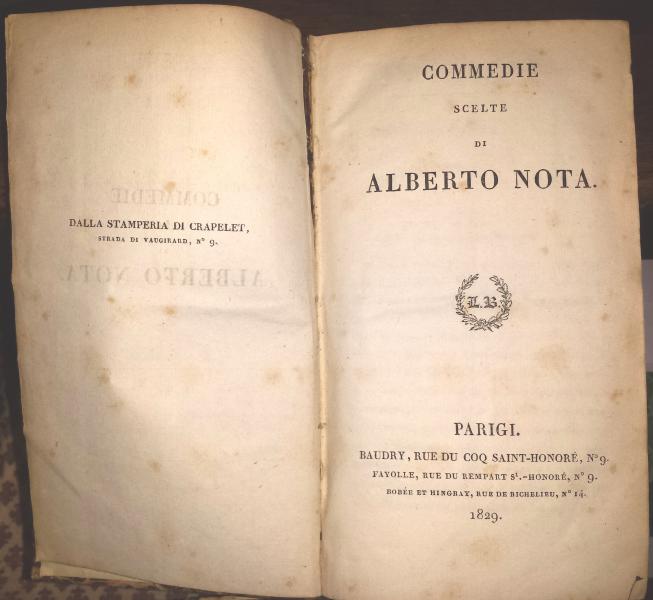 DALLA STAMPERIA DI CRAPELET,
STRADA DI VAUGIRARD, N° 9.
COMMEDIE
SCELTE
DI
ALBERTO NOTA.
L.B.
PARIGI.
BAUDRY, RUE DU COQ SAINT-HONORÉ, N° 9.
FAYOLLE, RUE DU REMPART St.-HONORÉ, N° 9.
BOBÉE ET HINGRAY, RUE DE RICHELIEU, N° 14.
1829.